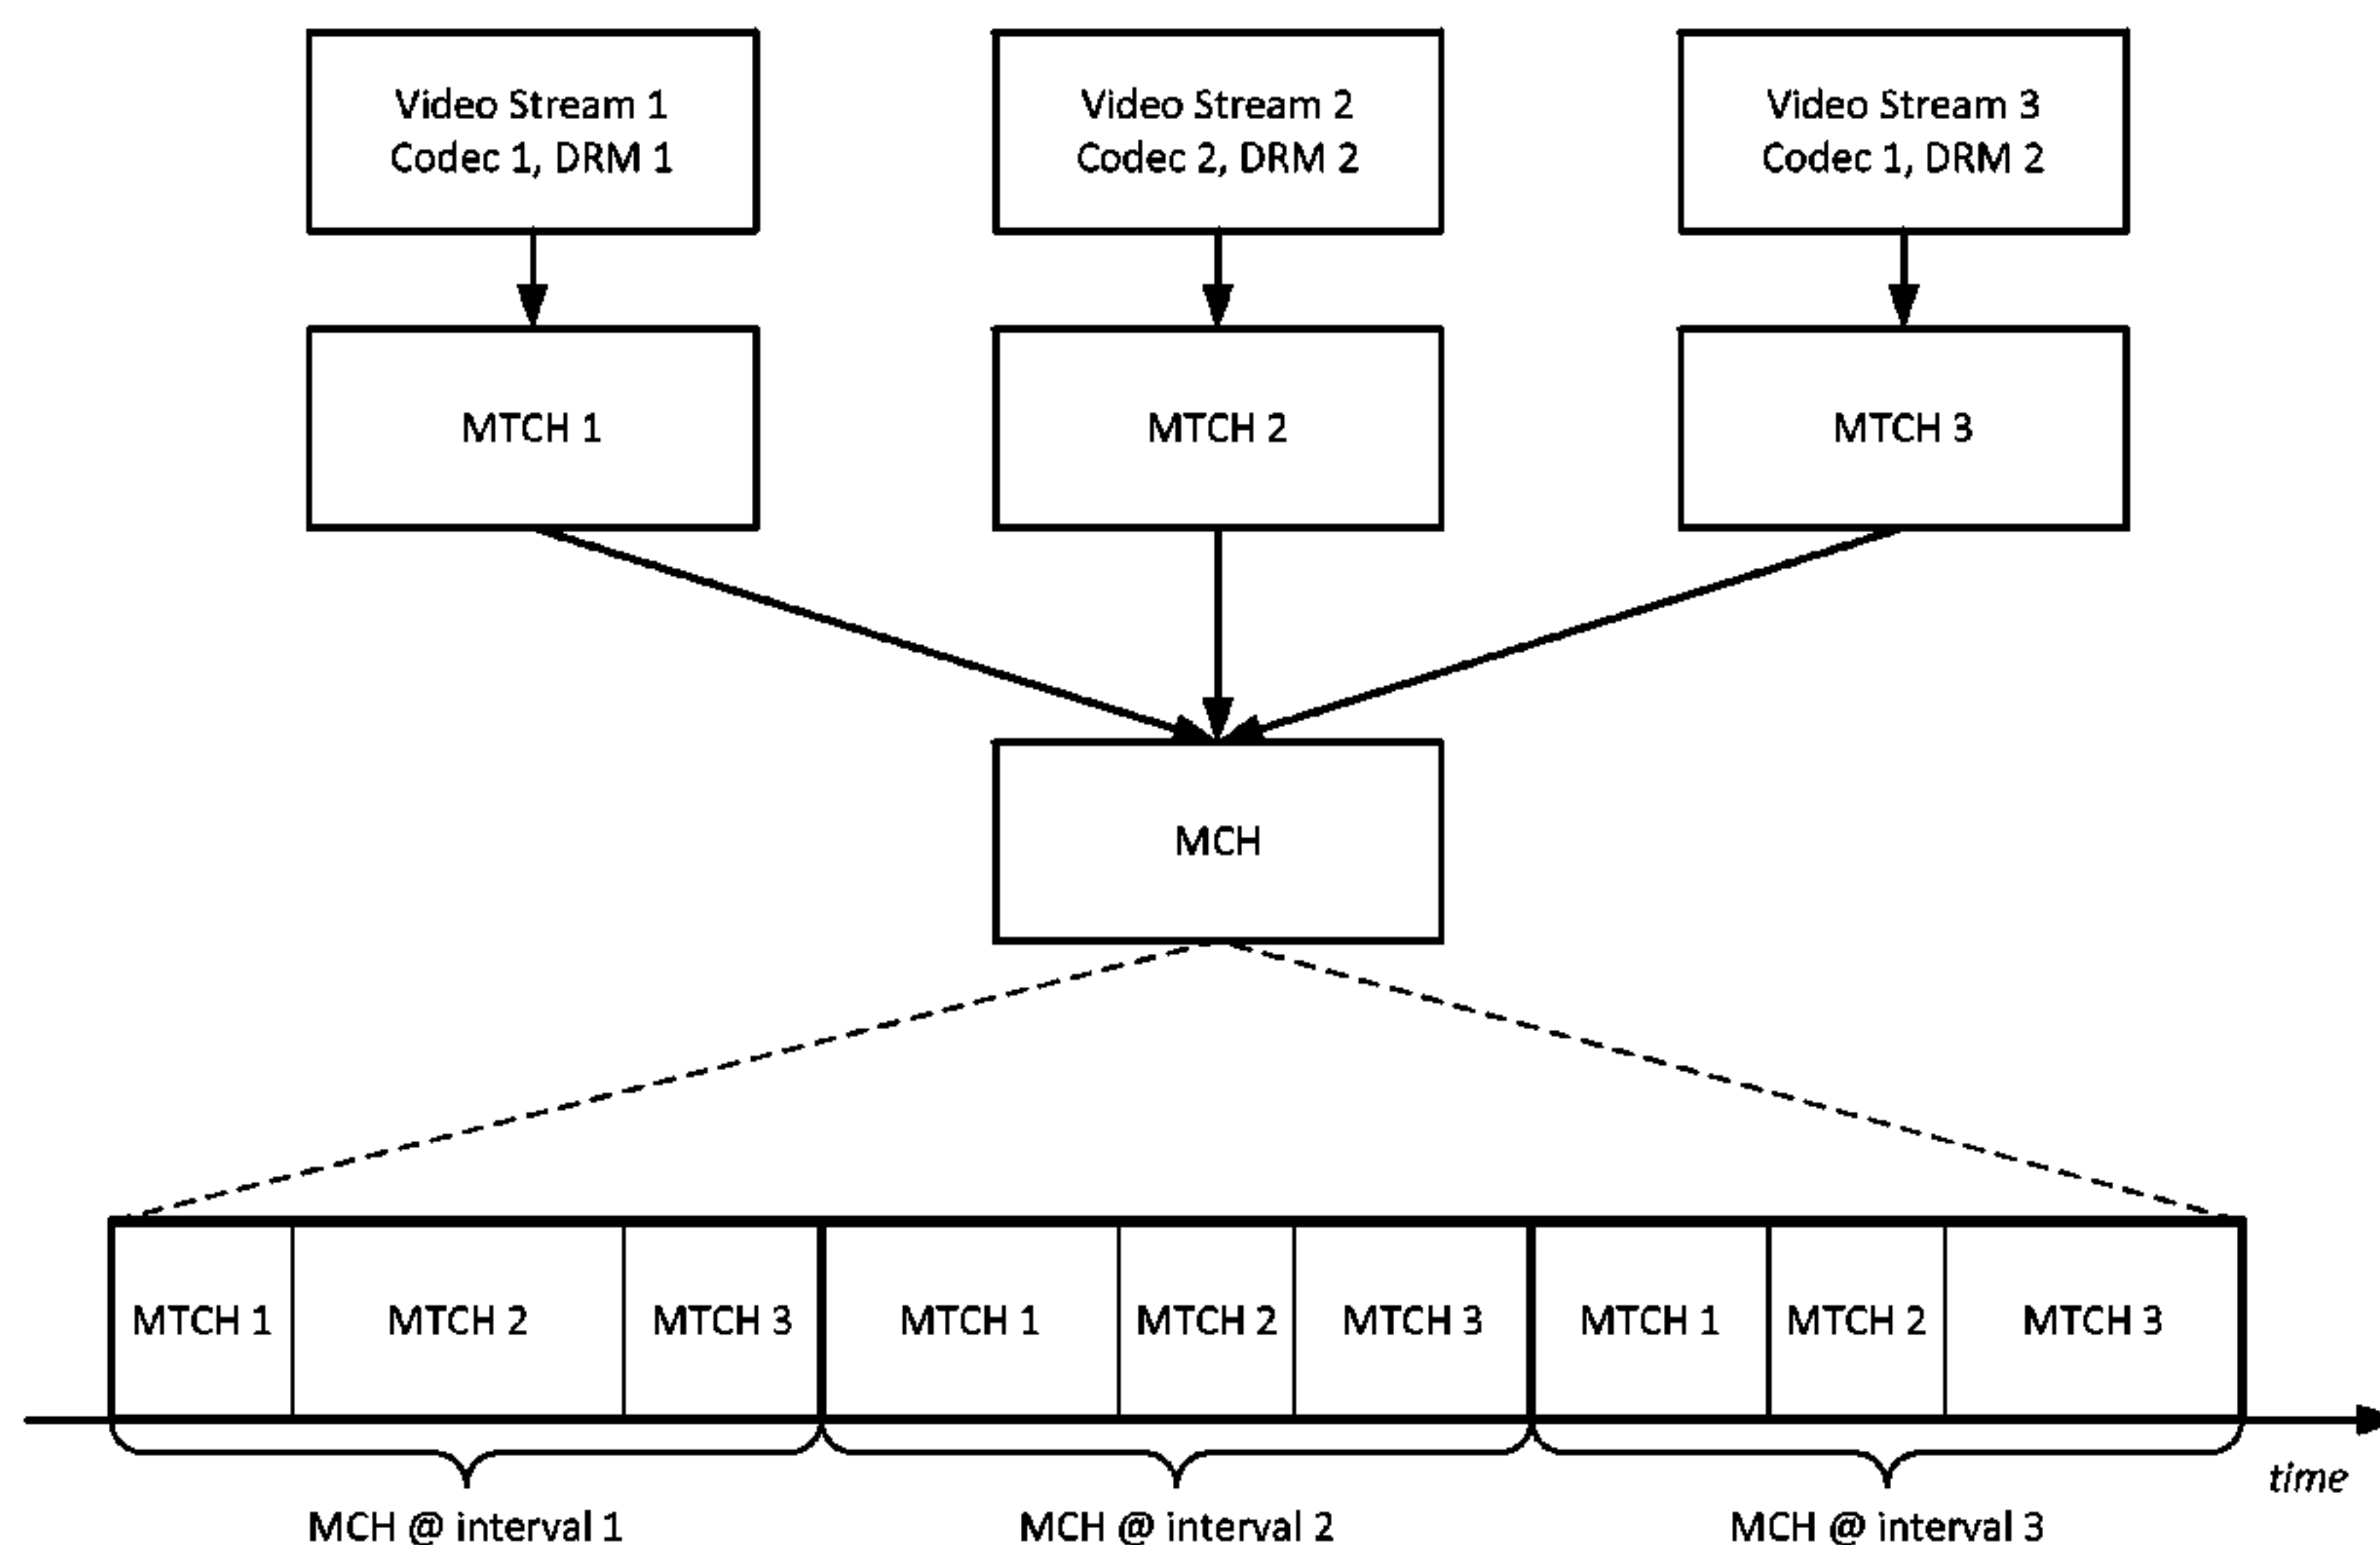 Video Stream 1
Codec 1, DRM 1
Video Stream 2
Codec 2, DRM 2
Video Stream 3
Codec 1, DRM 2
MTCH 1
MTCH 2
MTCH 3
MCH
MTCH 1
MTCH 2
MTCH 3
MTCH 1
MTCH 2
MTCH 3
MTCH 1
MTCH 2
MTCH 3
time
MCH @ interval 1
MCH @ interval 2
MCH @ interval 3